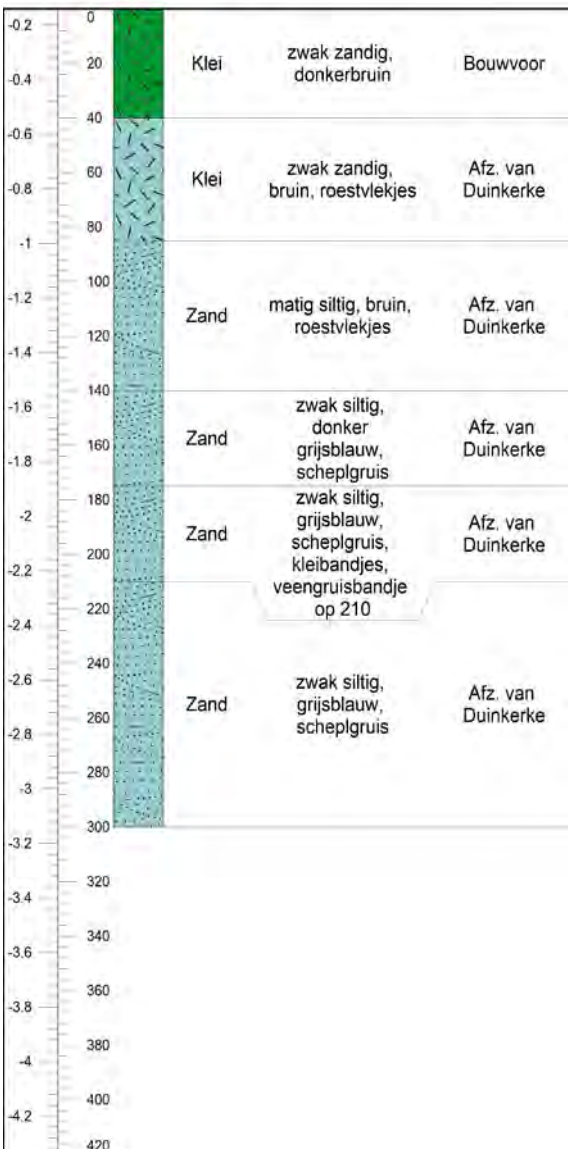 -0.2
-0.4
-0.6
-0.8
-1
-1.2
-1.4
-1.6
-1.8
-2
-2.2
-2.4
-2.6
-2.8
-3
-3.2
-3.4
-3.6
-3.8
-4
-4.2
0
20
40
60
80
100
120
140
160
180
200
220
240
260
280
300
320
340
360
380
400
420
Klei
zwak zandig,
donkerbruin
Bouwvoor
Klei
zwak zandig,
bruin, roestvlekjes
Afz. van
Duinkerke
Zand
matig siltig, bruin,
roestvlekjes
Afz. van
Duinkerke
Zand
zwak siltig,
donker
grijsblauw,
scheplgruis
Afz. van
Duinkerke
Zand
zwak siltig,
grijsblauw,
scheplgruis,
kleibandjes,
veengruisbandje
op 210
Afz. van
Duinkerke
Zand
zwak siltig,
grijsblauw,
scheplgruis
Afz. van
Duinkerke